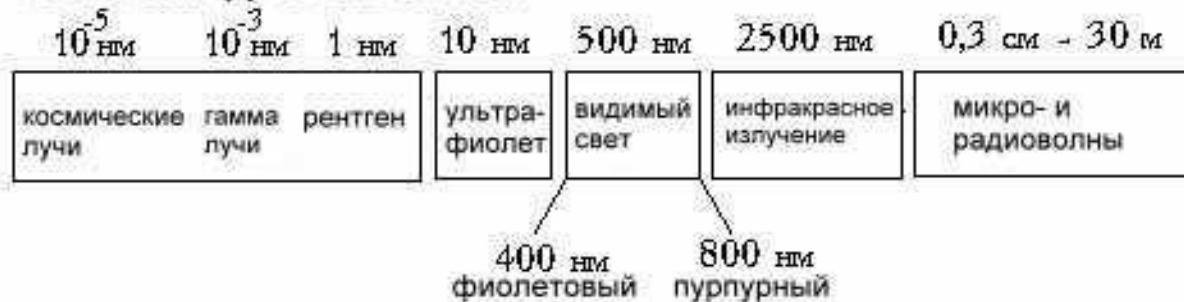 10⁻⁵ нм 10⁻³ нм 1 нм 10 нм 500 нм 2500 нм 0,3 см - 30 м
космические гамма рентген ультра- видимый инфракрасное микро- и
лучи лучи фиолет свет излучение радиоволны
400 нм 800 нм
фиолетовый пурпурный